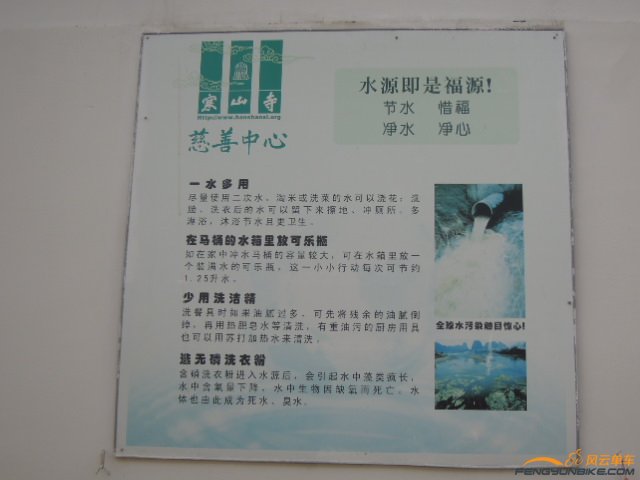 寒山寺
Http://www.hanshansi.org
慈善中心
水源即是福源!
节水 惜福
净水 净心
一水多用
尽量使用二次水。淘米或洗菜的水可以浇花；洗
澡、洗衣后的水可以留下来擦地、冲厕所。多
淋浴，沐浴节水且更卫生。
在马桶的水箱里放可乐瓶
如在家中冲水马桶的容量较大，可在水箱里放一
个装满水的可乐瓶，这一小小行动每次可节约
1.25升水。
少用洗洁精
洗餐具时如果油腻过多，可先将残余的油腻倒
掉，再用热肥皂水等清洗，有重油污的厨房用具
也可以用苏打加热水来清洗。
选无磷洗衣粉
含磷洗衣粉进入水源后，会引起水中藻类疯长，
水中含氧量下降，水中生物因缺氧而死亡。水
体也由此成为死水、臭水。
全球水污染触目惊心!
风云单车
FENGYUNBIKE.COM